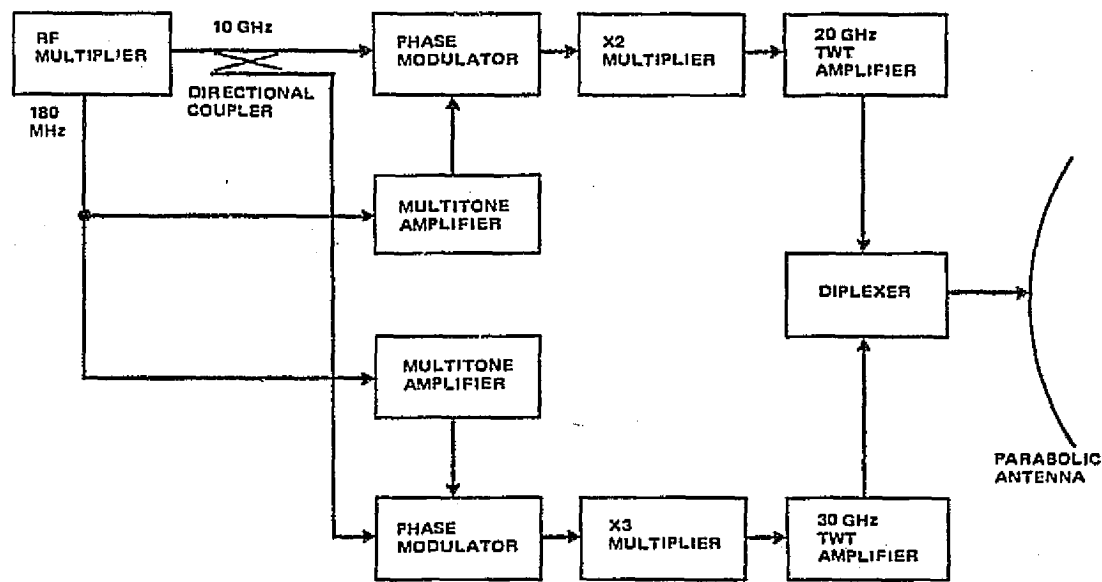 RF
MULTIPLIER
10 GHz
DIRECTIONAL
COUPLER
180
MHz
PHASE
MODULATOR
X2
MULTIPLIER
20 GHz
TWT
AMPLIFIER
MULTITONE
AMPLIFIER
DIPLEXER
MULTITONE
AMPLIFIER
PARABOLIC
ANTENNA
PHASE
MODULATOR
X3
MULTIPLIER
30 GHz
TWT
AMPLIFIER